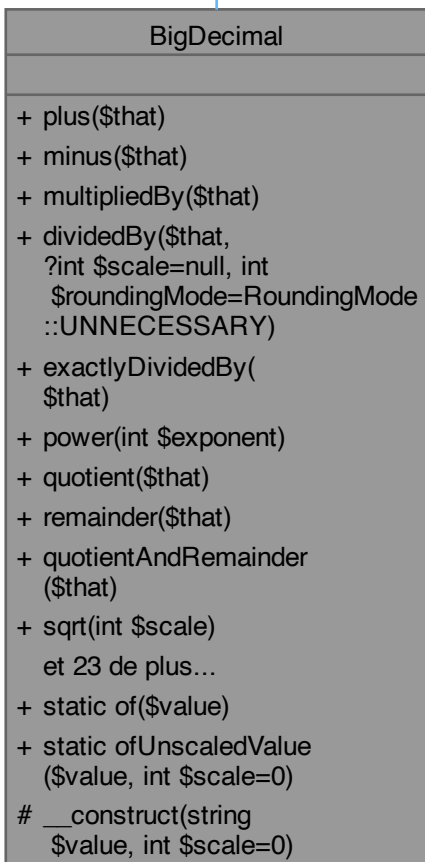 BigDecimal
+ plus($that)
+ minus($that)
+ multipliedBy($that)
+ dividedBy($that,
?int $scale=null, int
$roundingMode=RoundingMode
::UNNECESSARY)
+ exactlyDividedBy(
$that)
+ power(int $exponent)
+ quotient($that)
+ remainder($that)
+ quotientAndRemainder
($that)
+ sqrt(int $scale)
et 23 de plus...
+ static of($value)
+ static ofUnscaledValue
($value, int $scale=0)
# __construct(string
$value, int $scale=0)